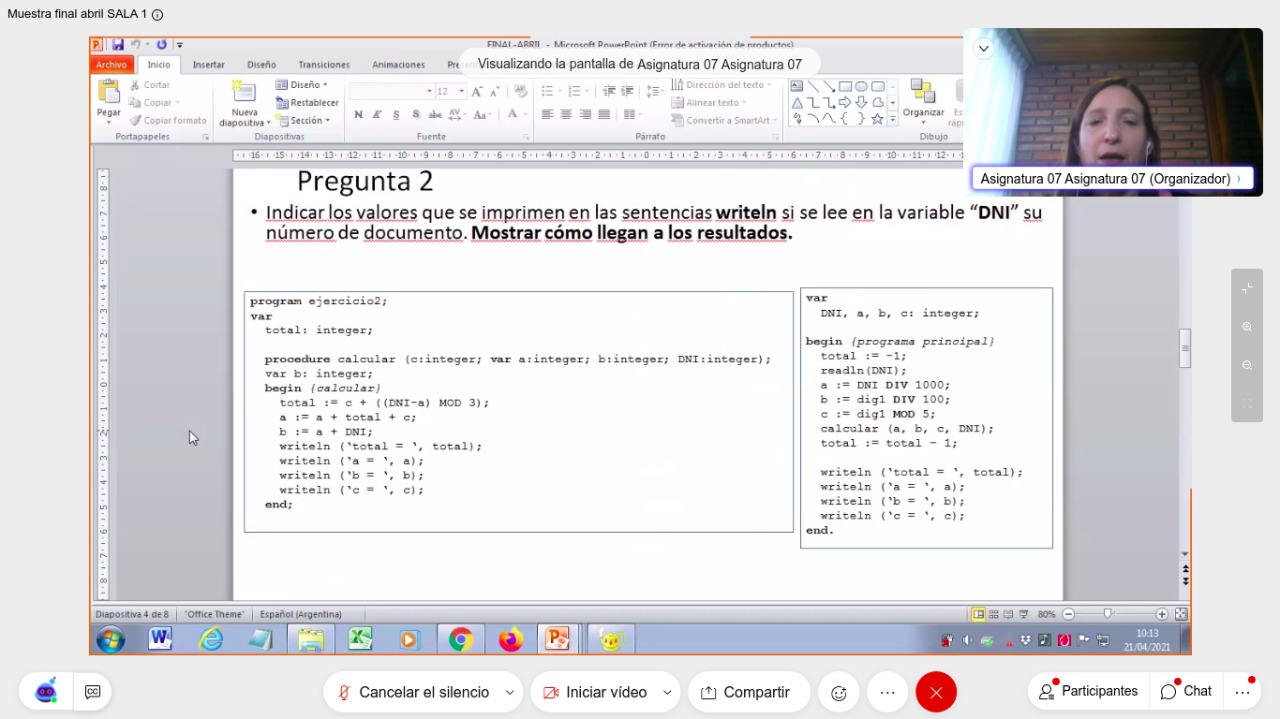 Muestra final abril SALA 1
FINAL-ABRIL - Microsoft PowerPoint (Error de activación de productos)
Visualizando la pantalla de Asignatura 07 Asignatura 07
Archivo Inicio Insertar Diseño Transiciones Animaciones
Pegar
Cortar
Copiar
Copiar formato
Portapapeles
Nueva
diapositiva
Diseño
Restablecer
Sección
Diapositivas
12
Fuente
Párrafo
Dirección del texto
Alinear texto
Convertir a SmartArt
Organizar
Dibujo
Asignatura 07 Asignatura 07 (Organizador)
Pregunta 2
• Indicar los valores que se imprimen en las sentencias writeln si se lee en la variable “DNI” su
número de documento. Mostrar cómo llegan a los resultados.
program ejercicio2;
var
total: integer;
procedure calcular (c:integer; var a:integer; b:integer; DNI:integer);
var b: integer;
begin {calcular}
total := c + ((DNI-a) MOD 3);
a := a + total + c;
b := a + DNI;
writeln (‘total = ‘, total);
writeln (‘a = ‘, a);
writeln (‘b = ‘, b);
writeln (‘c = ‘, c);
end;
var
DNI, a, b, c: integer;
begin {programa principal}
total := -1;
readln(DNI);
a := DNI DIV 1000;
b := dig1 DIV 100;
c := dig1 MOD 5;
calcular (a, b, c, DNI);
total := total - 1;
writeln (‘total = ‘, total);
writeln (‘a = ‘, a);
writeln (‘b = ‘, b);
writeln (‘c = ‘, c);
end.
Diapositiva 4 de 8 "Office Theme" Español (Argentina) 80%
10:13
21/04/2021
Cancelar el silencio Iniciar vídeo Compartir Participantes Chat